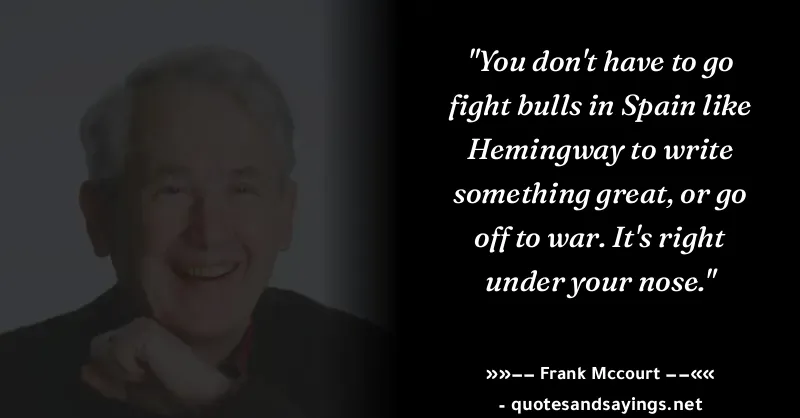 "You don't have to go
fight bulls in Spain like
Hemingway to write
something great, or go
off to war. It's right
under your nose."
»»−− Frank Mccourt −−««
- quotesandsayings.net